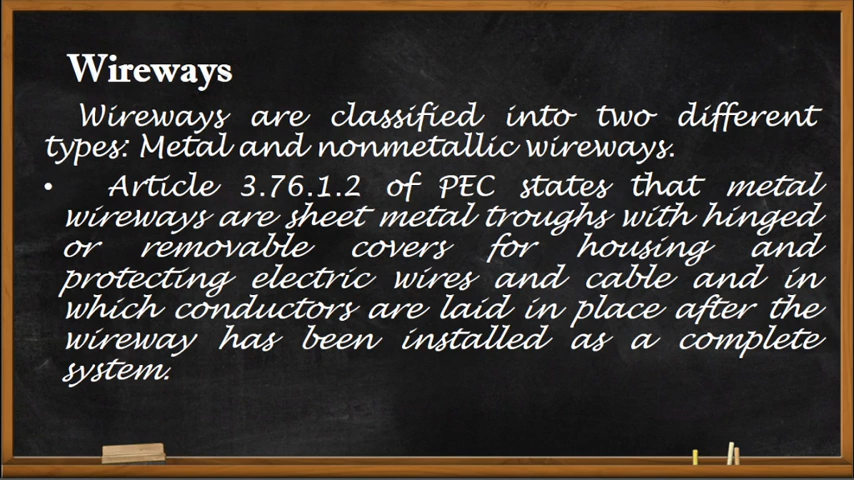 Wireways
Wireways are classified into two different
types: Metal and nonmetallic wireways.
• Article 3.76.1.2 of PEC states that metal
wireways are sheet metal troughs with hinged
or removable covers for housing and
protecting electric wires and cable and in
which conductors are laid in place after the
wireway has been installed as a complete
system.